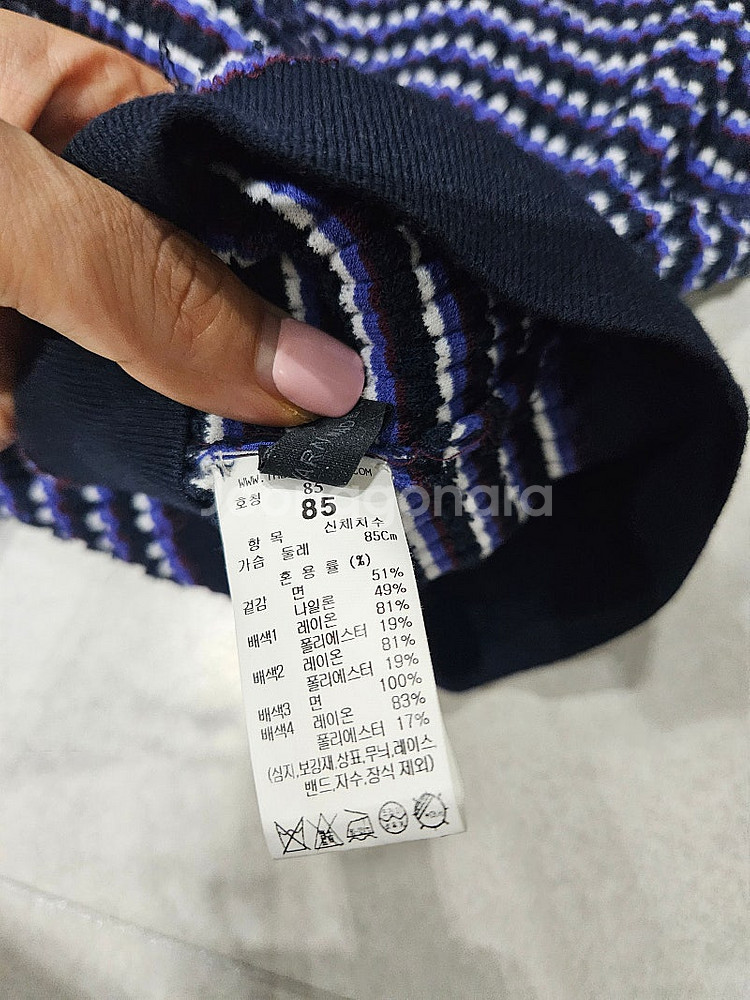 호칭 85
85
항 목 신체치수
가슴 둘레 85Cm
혼 용 률 (%)
겉감 면 51%
나일론 49%
배색1 레이온 81%
폴리에스터 19%
배색2 레이온 81%
폴리에스터 19%
배색3 면 100%
배색4 레이온 83%
폴리에스터 17%
(심지,보강재,상표,무늬,레이스
밴드,자수,장식 제외)